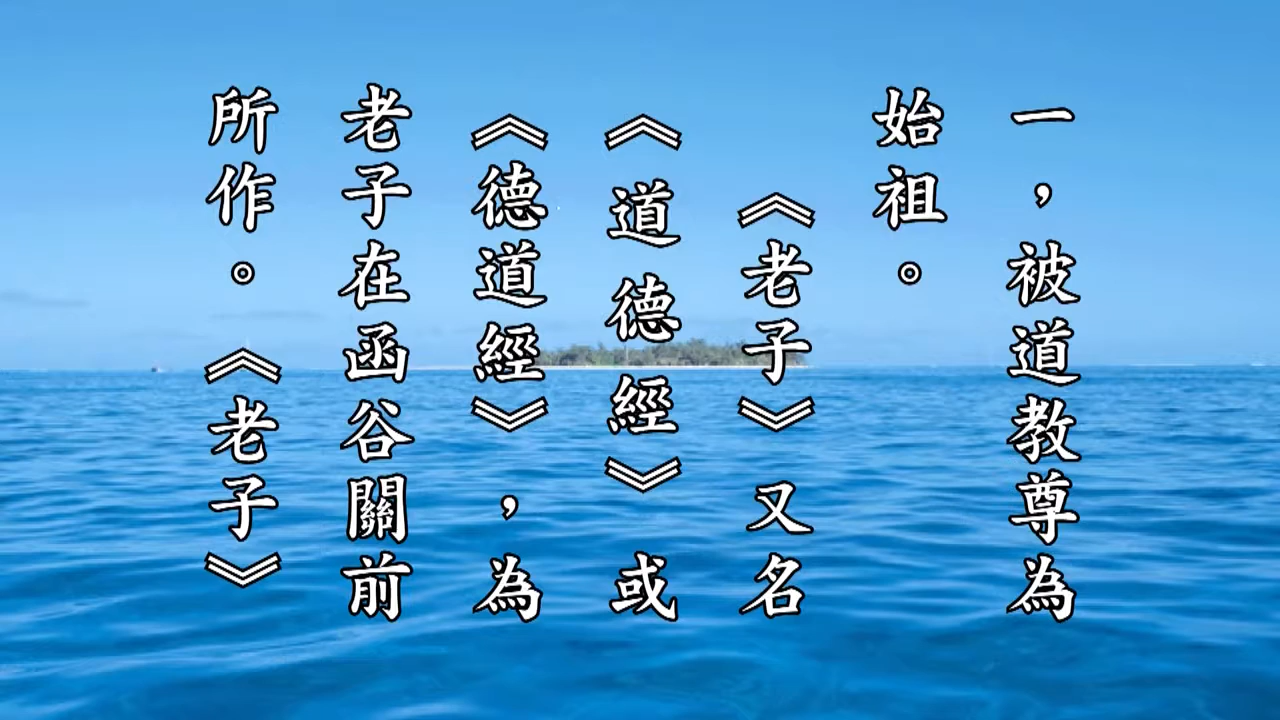 一，被道教尊為
始祖。
《老子》又名
《道德經》或
《德道經》，為
老子在函谷關前
所作。《老子》